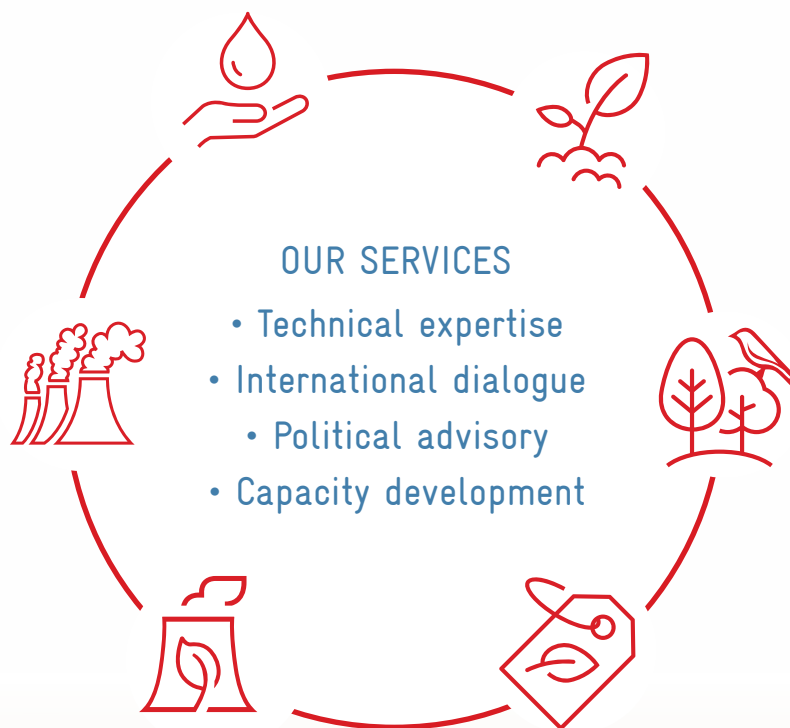 OUR SERVICES
• Technical expertise
• International dialogue
• Political advisory
• Capacity development